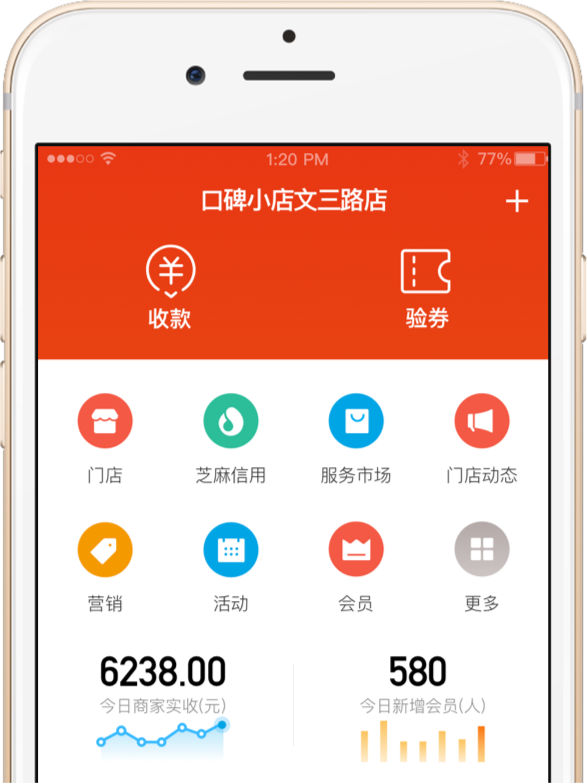 1:20 PM 77%
口碑小店文三路店
收款 验券
门店 芝麻信用 服务市场 门店动态
营销 活动 会员 更多
6238.00 580
今日商家实收(元) 今日新增会员(人)